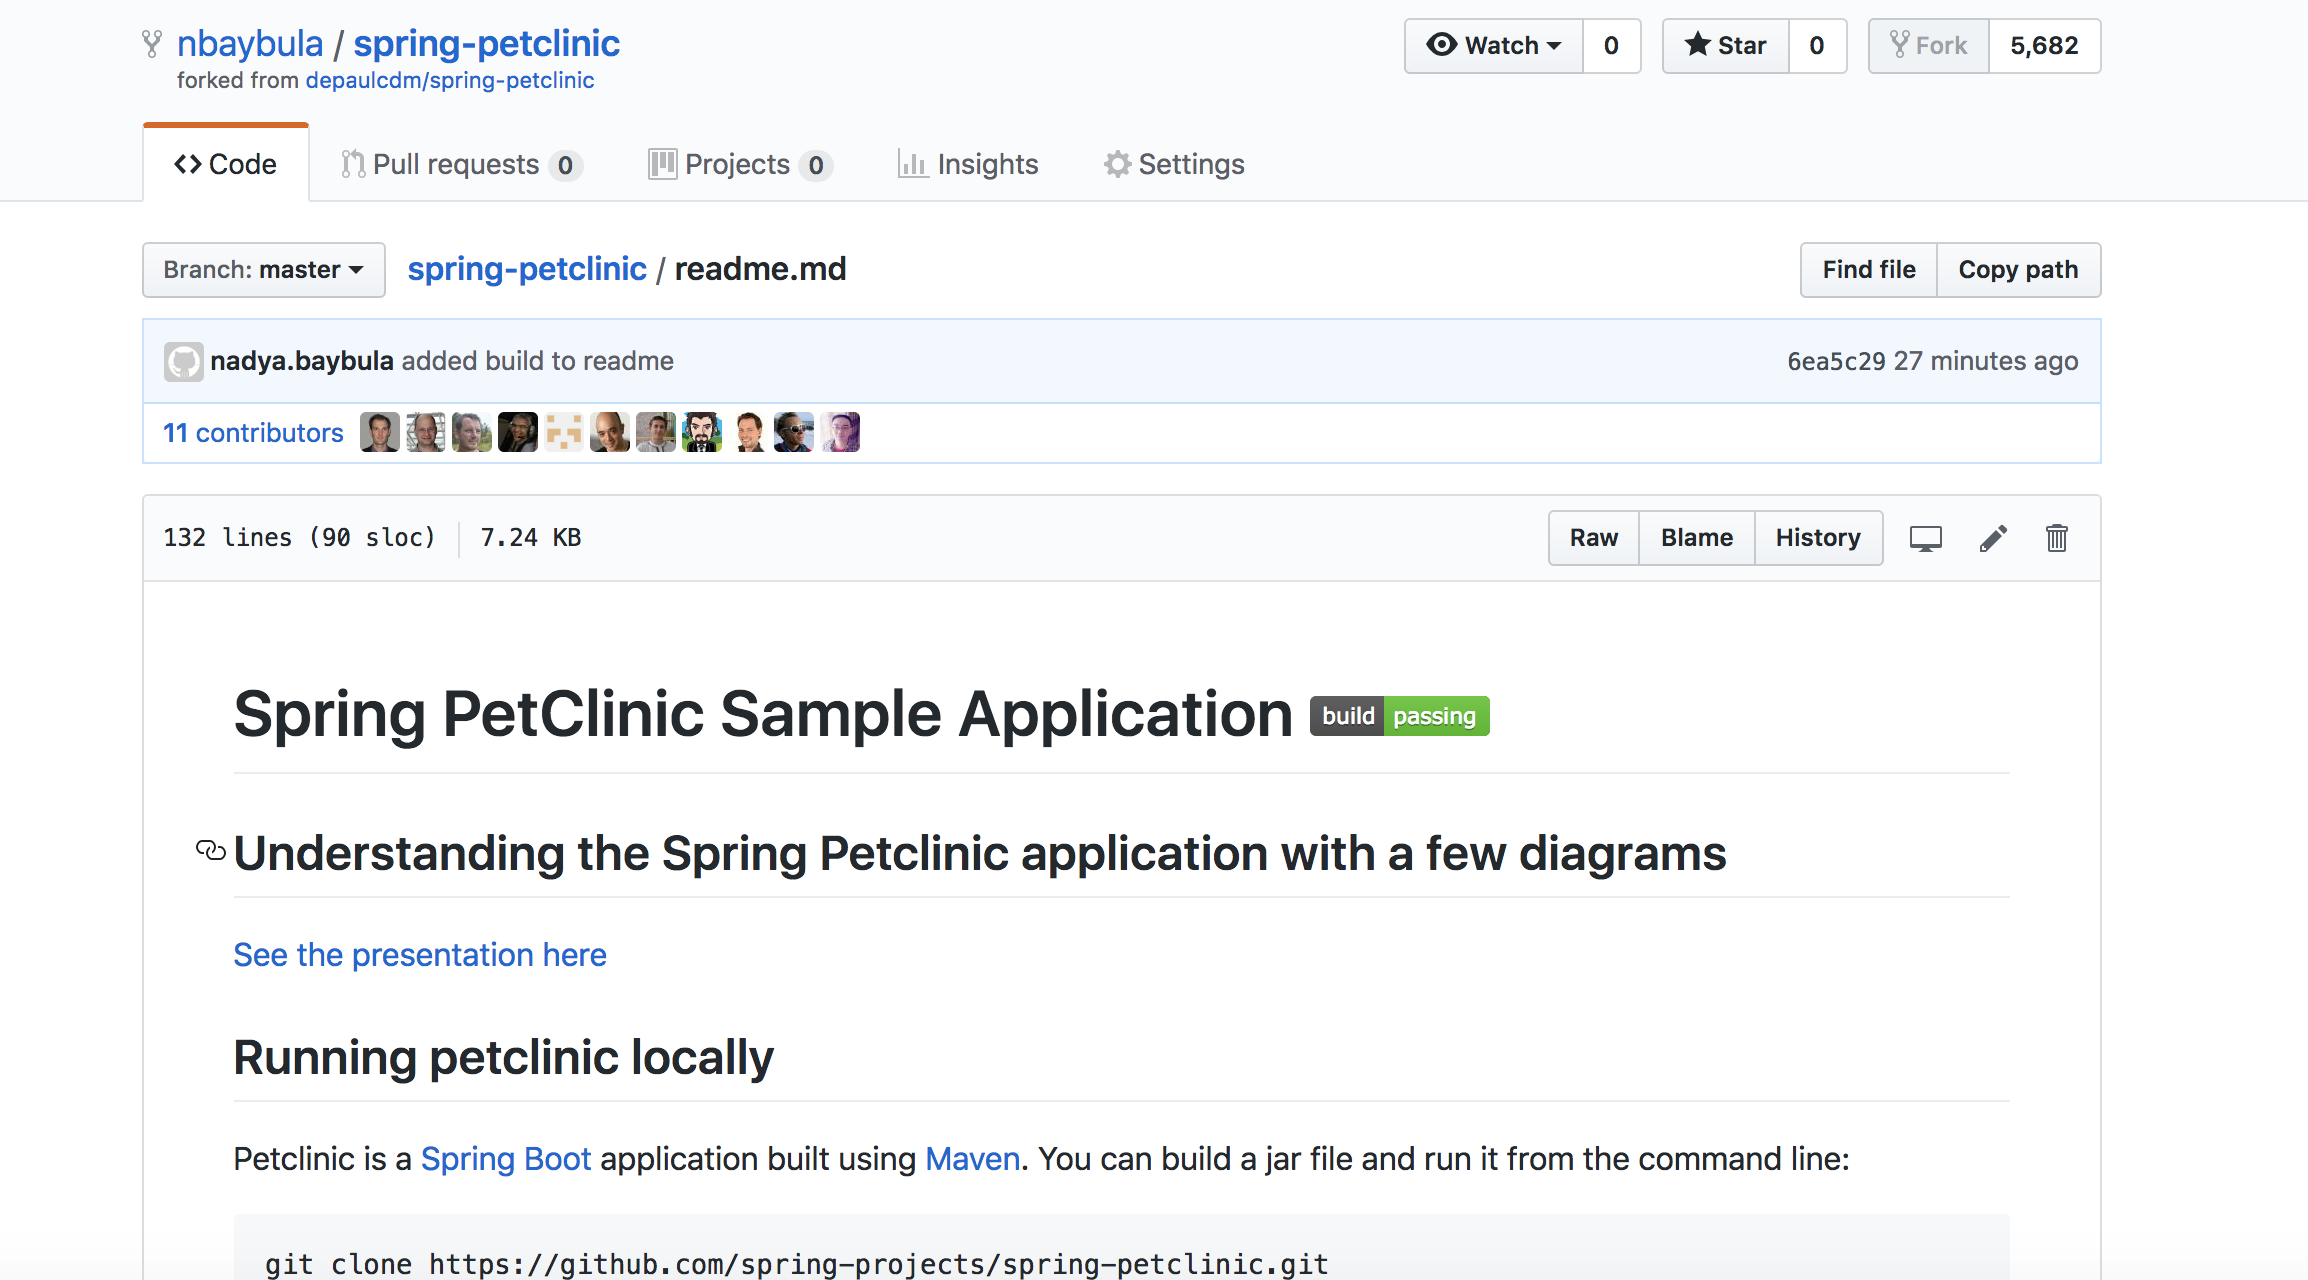 nbaybula / spring-petclinic
Watch 0 Star 0 Fork 5,682
forked from depaulcdm/spring-petclinic
Code Pull requests 0 Projects 0 Insights Settings
Branch: master spring-petclinic / readme.md Find file Copy path
nadya.baybula added build to readme 6ea5c29 27 minutes ago
11 contributors
132 lines (90 sloc) 7.24 KB Raw Blame History
Spring PetClinic Sample Application build passing
Understanding the Spring Petclinic application with a few diagrams
See the presentation here
Running petclinic locally
Petclinic is a Spring Boot application built using Maven. You can build a jar file and run it from the command line:
git clone https://github.com/spring-projects/spring-petclinic.git